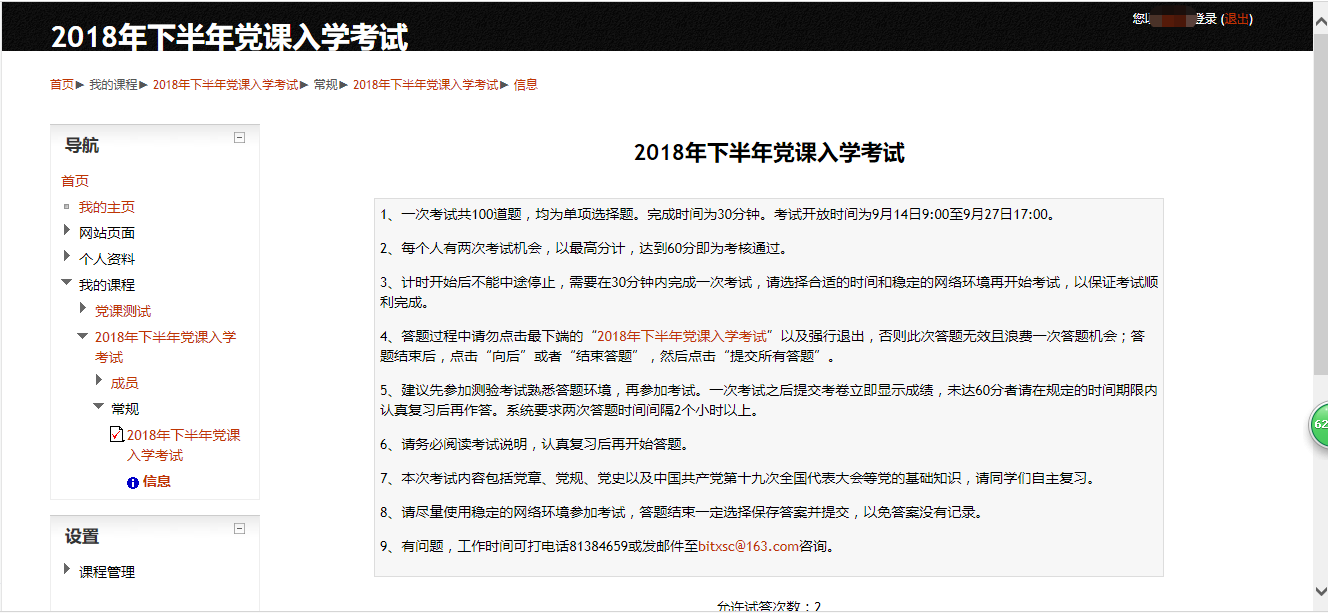 2018年下半年党课入学考试
登录 (退出)
首页▶ 我的课程▶ 2018年下半年党课入学考试▶ 常规▶ 2018年下半年党课入学考试▶ 信息
导航
首页
我的主页
网站页面
个人资料
我的课程
党课测试
2018年下半年党课入学
考试
成员
常规
2018年下半年党课
入学考试
信息
设置
课程管理
2018年下半年党课入学考试
1、一次考试共100道题，均为单项选择题。完成时间为30分钟。考试开放时间为9月14日9:00至9月27日17:00。
2、每个人有两次考试机会，以最高分计，达到60分即为考核通过。
3、计时开始后不能中途停止，需要在30分钟内完成一次考试，请选择合适的时间和稳定的网络环境再开始考试，以保证考试顺
利完成。
4、答题过程中请勿点击最下端的“2018年下半年党课入学考试”以及强行退出，否则此次答题无效且浪费一次答题机会；答
题结束后，点击“向后”或者“结束答题”，然后点击“提交所有答题”。
5、建议先参加测验考试熟悉答题环境，再参加考试。一次考试之后提交考卷立即显示成绩，未达60分者请在规定的时间期限内
认真复习后再作答。系统要求两次答题时间间隔2个小时以上。
6、请务必阅读考试说明，认真复习后再开始答题。
7、本次考试内容包括党章、党规、党史以及中国共产党第十九次全国代表大会等党的基础知识，请同学们自主复习。
8、请尽量使用稳定的网络环境参加考试，答题结束一定选择保存答案并提交，以免答案没有记录。
9、有问题，工作时间可打电话81384659或发邮件至bitxsc@163.com咨询。
允许试答次数：2
62